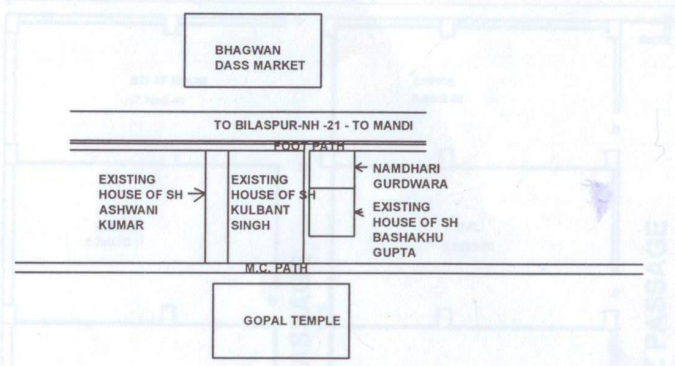 BHAGWAN
DASS MARKET
TO BILASPUR-NH -21 - TO MANDI
FOOT PATH
EXISTING
HOUSE OF SH
ASHWANI
KUMAR
EXISTING
HOUSE OF SH
KULBANT
SINGH
NAMDHARI
GURDWARA
EXISTING
HOUSE OF SH
BASHAKHU
GUPTA
M.C. PATH
GOPAL TEMPLE